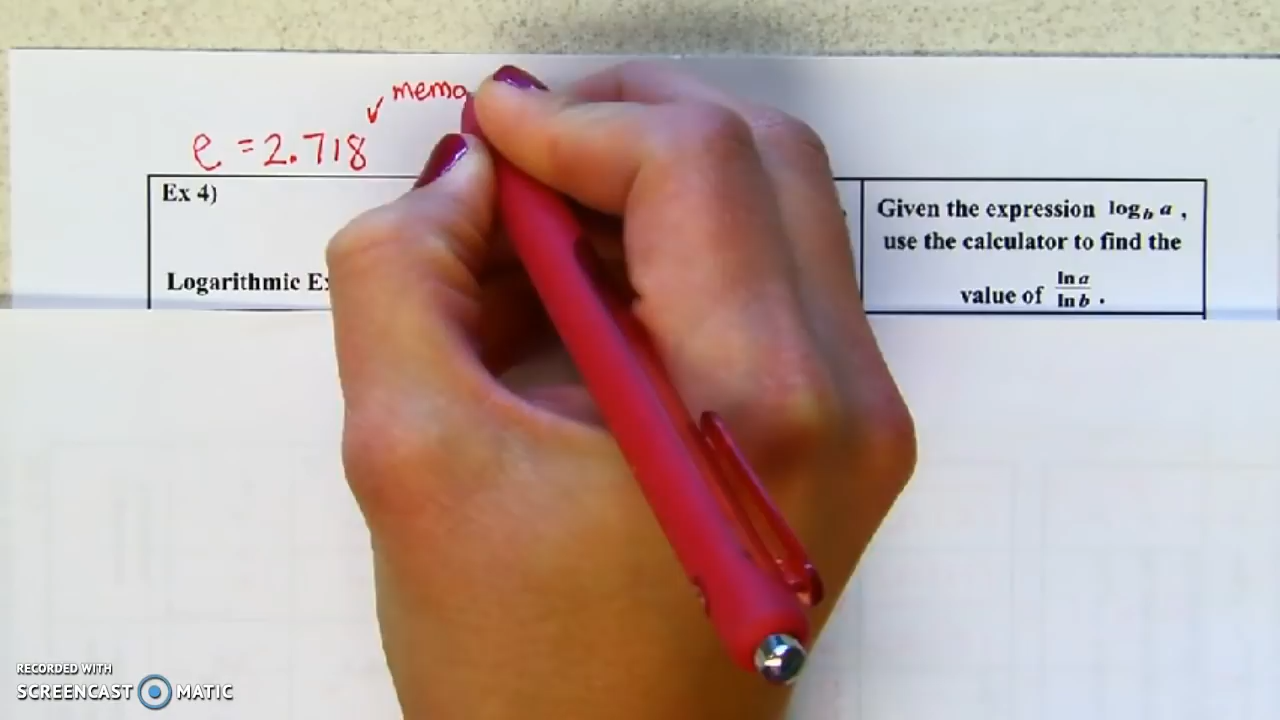 memo
e = 2.718
Ex 4)
Logarithmic
Given the expression log_b a ,
use the calculator to find the
value of ln a / ln b .
RECORDED WITH
SCREENCAST MATIC